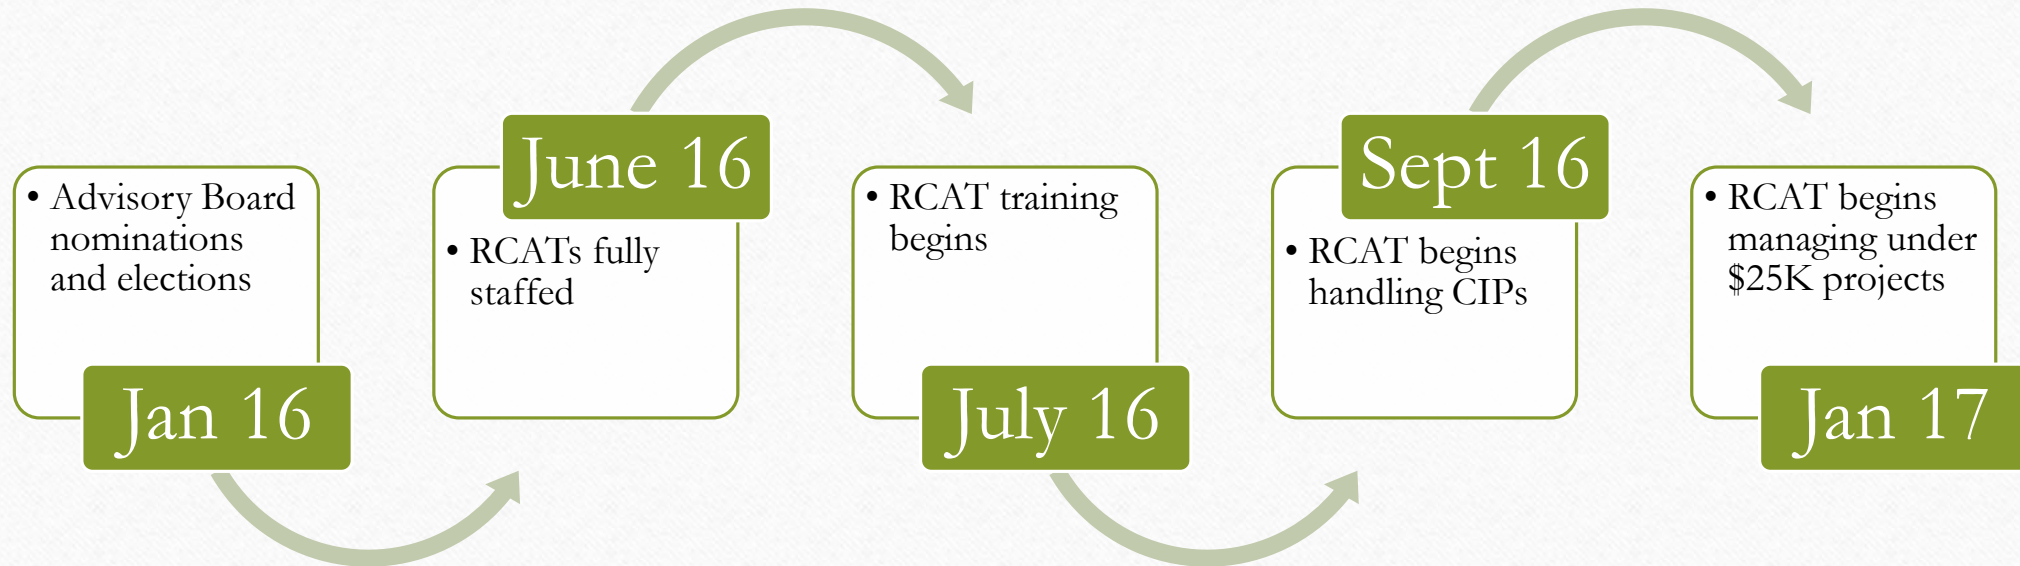 • Advisory Board
nominations
and elections
Jan 16
June 16
• RCATs fully
staffed
• RCAT training
begins
July 16
Sept 16
• RCAT begins
handling CIPs
• RCAT begins
managing under
$25K projects
Jan 17